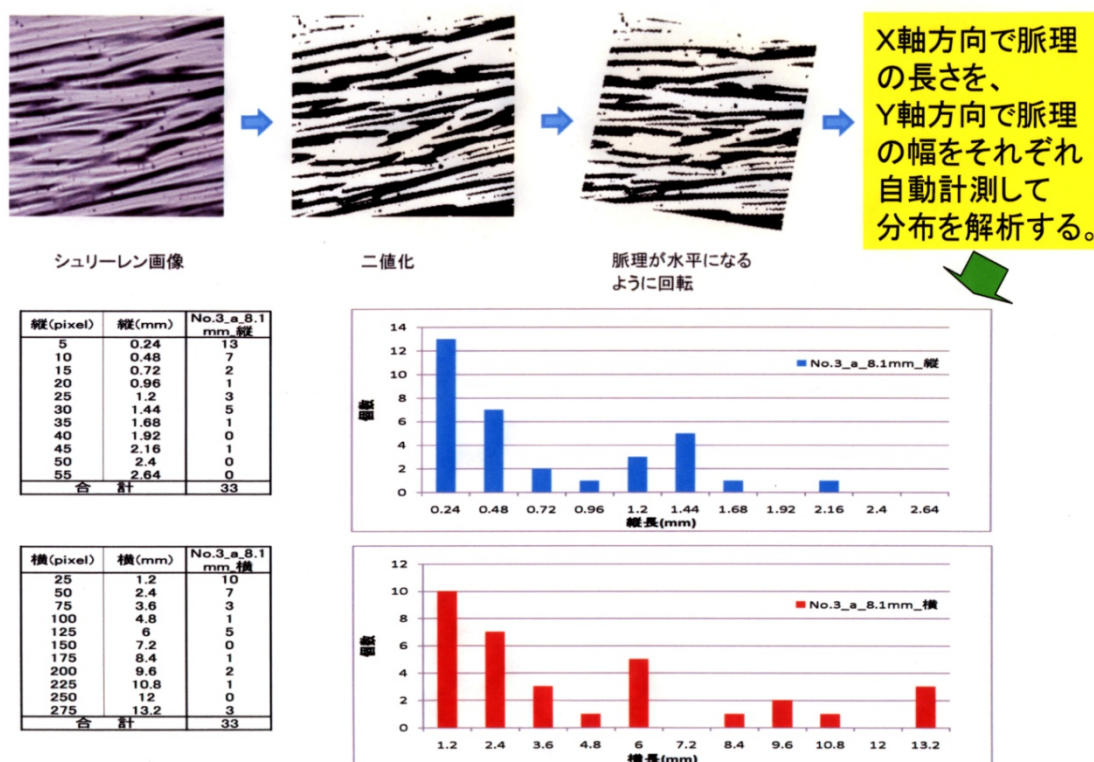 X軸方向で脈理
の長さを、
Y軸方向で脈理
の幅をそれぞれ
自動計測して
分布を解析する。
シュリーレン画像
二値化
脈理が水平になる
ように回転
縦(pixel) 縦(mm) No.3_a_8.1
mm_縦
5 0.24 13
10 0.48 7
15 0.72 2
20 0.96 1
25 1.2 3
30 1.44 5
35 1.68 1
40 1.92 0
45 2.16 1
50 2.4 0
55 2.64 0
合 計 33
14
12
10
8
6
4
2
0
個数
No.3_a_8.1mm_縦
0.24 0.48 0.72 0.96 1.2 1.44 1.68 1.92 2.16 2.4 2.64
縦長(mm)
横(pixel) 横(mm) No.3_a_8.1
mm_横
25 1.2 10
50 2.4 7
75 3.6 3
100 4.8 1
125 6 5
150 7.2 0
175 8.4 1
200 9.6 2
225 10.8 1
250 12 0
275 13.2 3
合 計 33
12
10
8
6
4
2
0
個数
No.3_a_8.1mm_横
1.2 2.4 3.6 4.8 6 7.2 8.4 9.6 10.8 12 13.2
横長(mm)